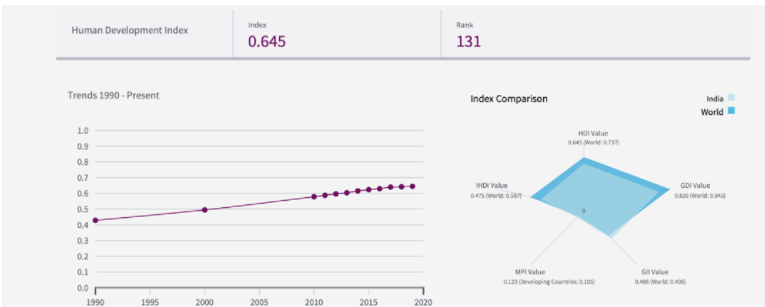 Human Development Index
Index
0.645
Rank
131
Trends 1990 - Present
1.0
0.9
0.8
0.7
0.6
0.5
0.4
0.3
0.2
0.1
0.0
1990
1995
2000
2005
2010
2015
2020
Index Comparison
India
World
HDI Value
0.645 (World: 0.737)
IHDI Value
0.475 (World: 0.587)
GDI Value
0.820 (World: 0.943)
0
MPI Value
0.123 (Developing Countries: 0.105)
GII Value
0.488 (World: 0.436)